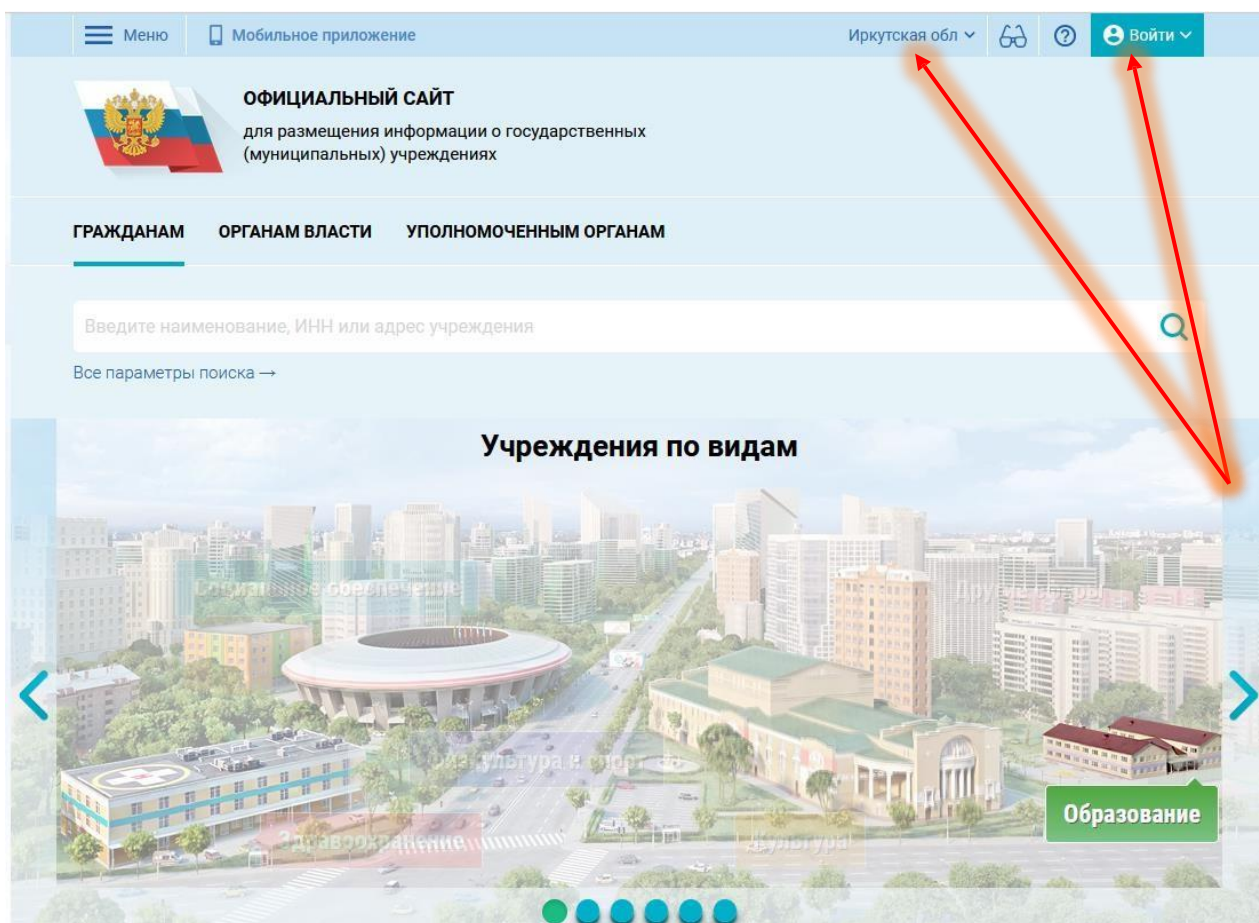 Меню
Мобильное приложение
Иркутская обл
Войти
ОФИЦИАЛЬНЫЙ САЙТ
для размещения информации о государственных
(муниципальных) учреждениях
ГРАЖДАНАМ ОРГАНАМ ВЛАСТИ УПОЛНОМОЧЕННЫМ ОРГАНАМ
Введите наименование, ИНН или адрес учреждения
Все параметры поиска →
Учреждения по видам
Социальное обеспечение
Другие сферы
Физкультура и спорт
Образование
Здравоохранение
Культура